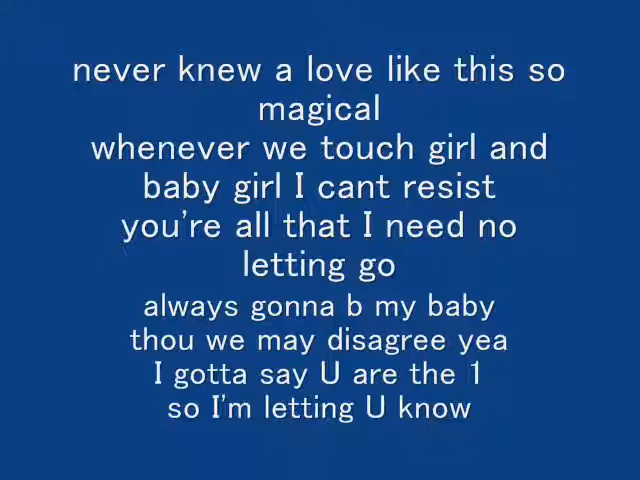 never knew a love like this so
magical
whenever we touch girl and
baby girl I cant resist
you're all that I need no
letting go
always gonna b my baby
thou we may disagree yea
I gotta say U are the 1
so I'm letting U know